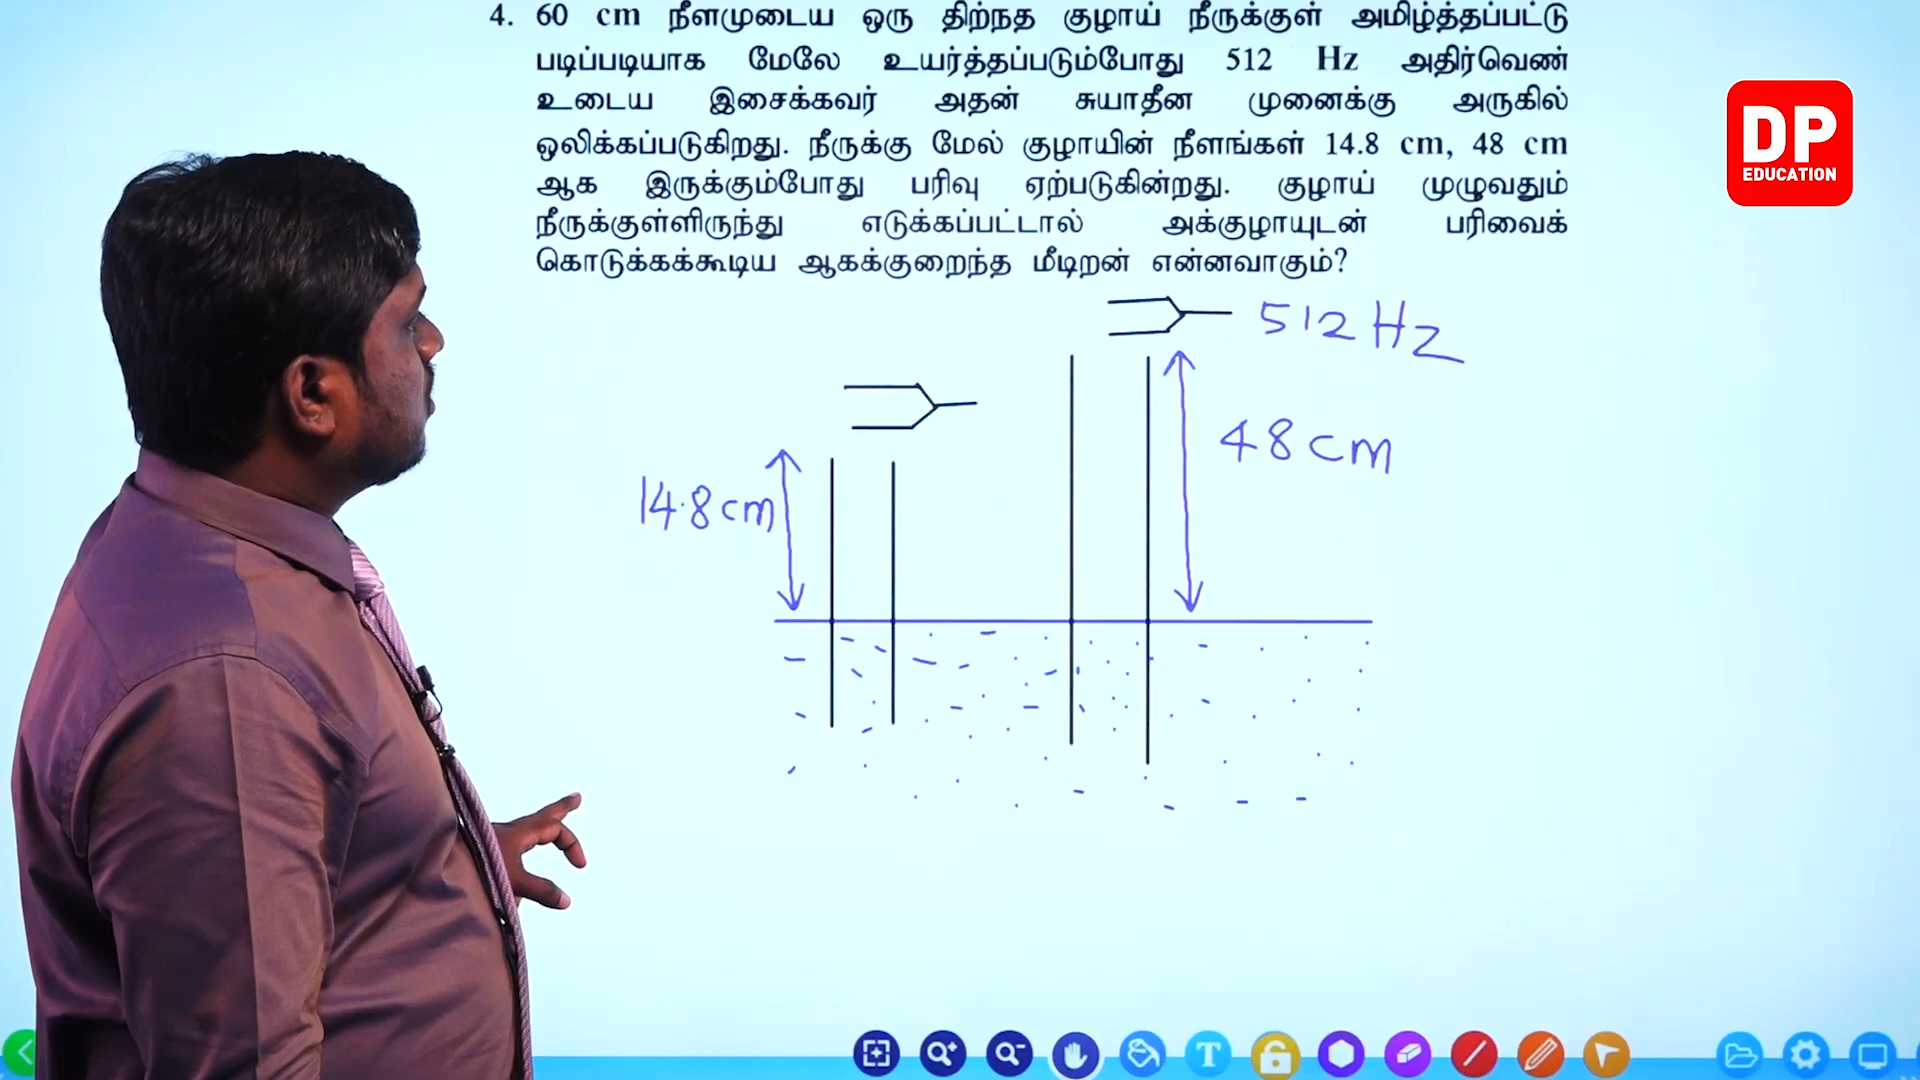 4. 60 cm நீளமுடைய ஒரு திற்நத குழாய் நீருக்குள் அமிழ்த்தப்பட்டு
படிப்படியாக மேலே உயர்த்தப்படும்போது 512 Hz அதிர்வெண்
உடைய இசைக்கவர் அதன் சுயாதீன முனைக்கு அருகில்
ஒலிக்கப்படுகிறது. நீருக்கு மேல் குழாயின் நீளங்கள் 14.8 cm, 48 cm
ஆக இருக்கும்போது பரிவு ஏற்படுகின்றது. குழாய் முழுவதும்
நீருக்குள்ளிருந்து எடுக்கப்பட்டால் அக்குழாயுடன் பரிவைக்
கொடுக்கக்கூடிய ஆகக்குறைந்த மீடிறன் என்னவாகும்?
DP
EDUCATION
512 Hz
48 cm
14.8 cm
T